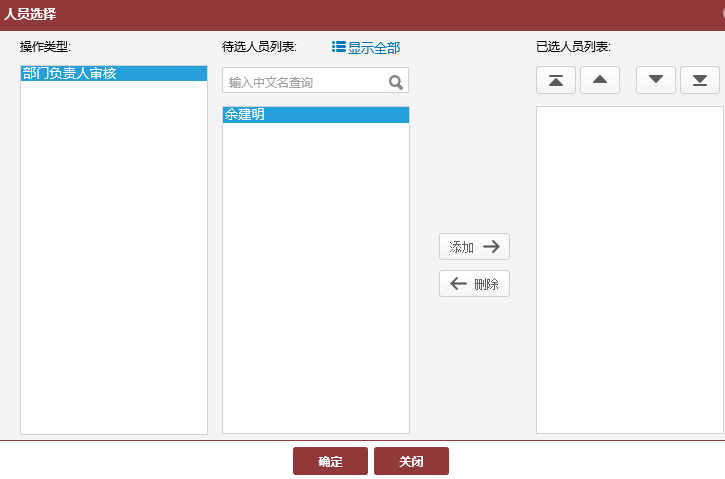 人员选择
操作类型:
待选人员列表:
显示全部
已选人员列表:
部门负责人审核
输入中文名查询
余建明
添加
删除
确定
关闭